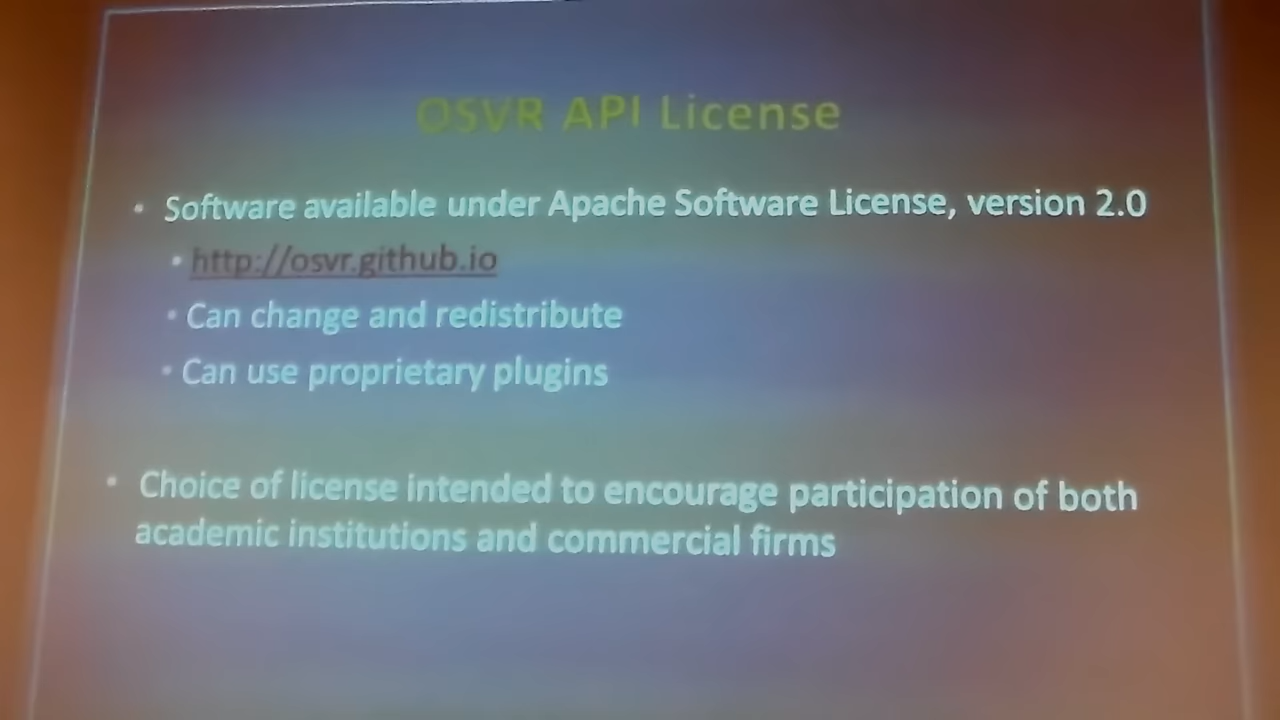 OSVR API License
• Software available under Apache Software License, version 2.0
• http://osvr.github.io
• Can change and redistribute
• Can use proprietary plugins
• Choice of license intended to encourage participation of both
academic institutions and commercial firms